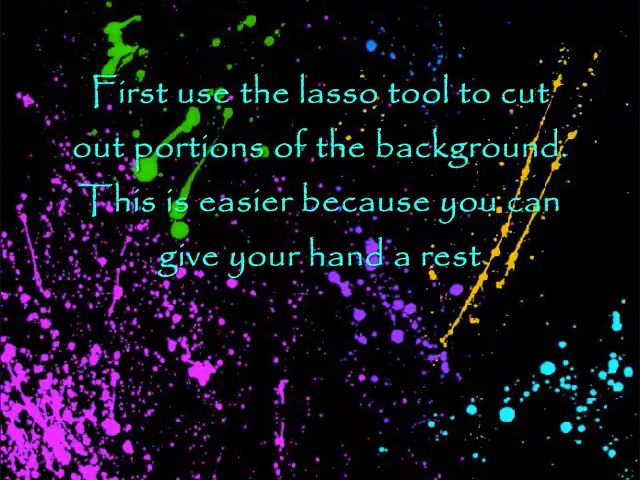 First use the lasso tool to cut
out portions of the background.
This is easier because you can
give your hand a rest